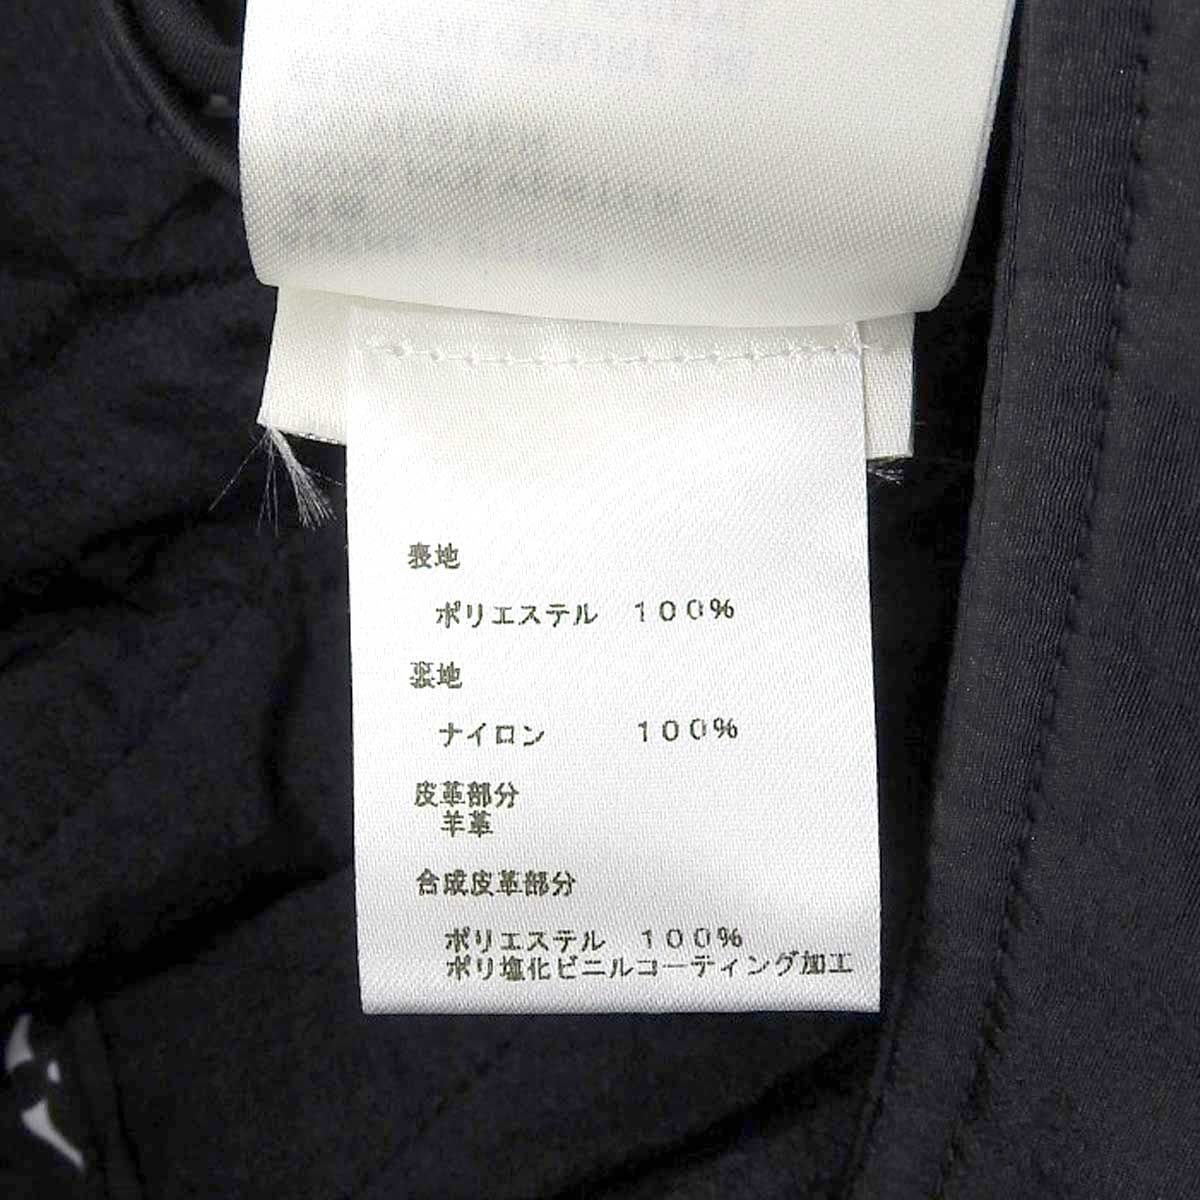 表地
ポリエステル 100%
裏地
ナイロン 100%
皮革部分
羊革
合成皮革部分
ポリエステル 100%
ポリ塩化ビニルコーティング加工